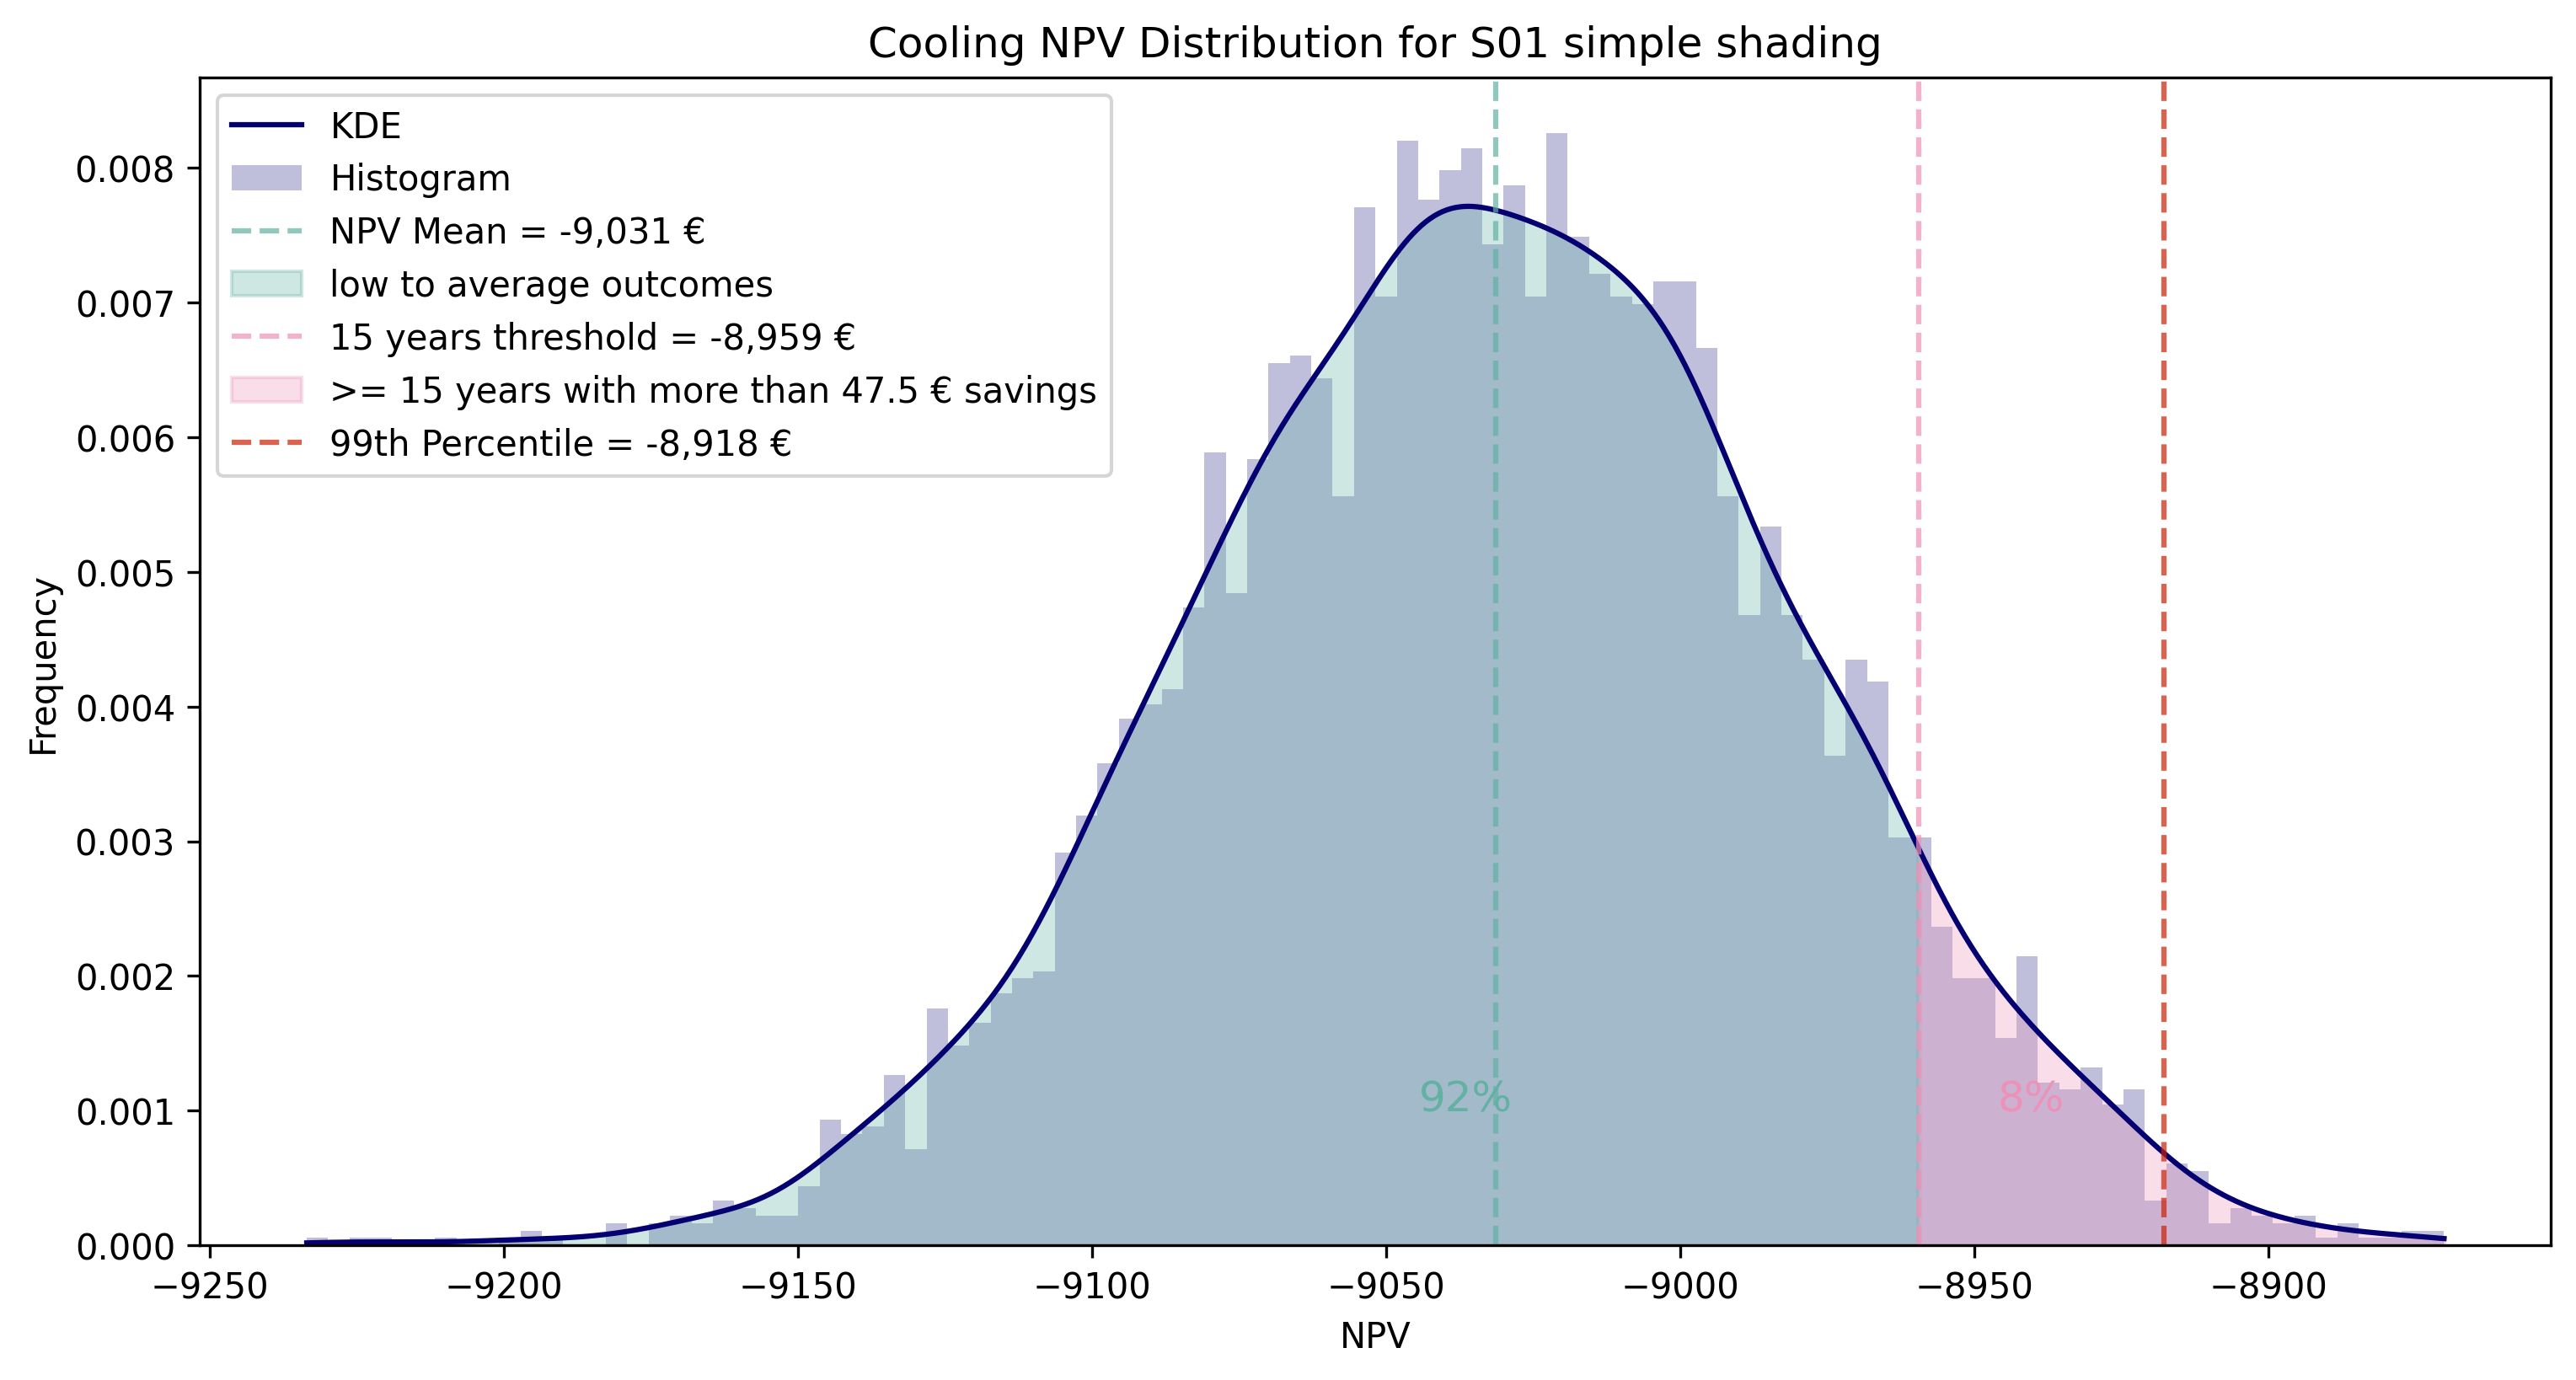 Cooling NPV Distribution for S01 simple shading
KDE
Histogram
NPV Mean = -9,031 €
low to average outcomes
15 years threshold = -8,959 €
>= 15 years with more than 47.5 € savings
99th Percentile = -8,918 €
0.008
0.007
0.006
0.005
0.004
0.003
0.002
0.001
0.000
Frequency
92%
8%
−9250
−9200
−9150
−9100
−9050
−9000
−8950
−8900
NPV